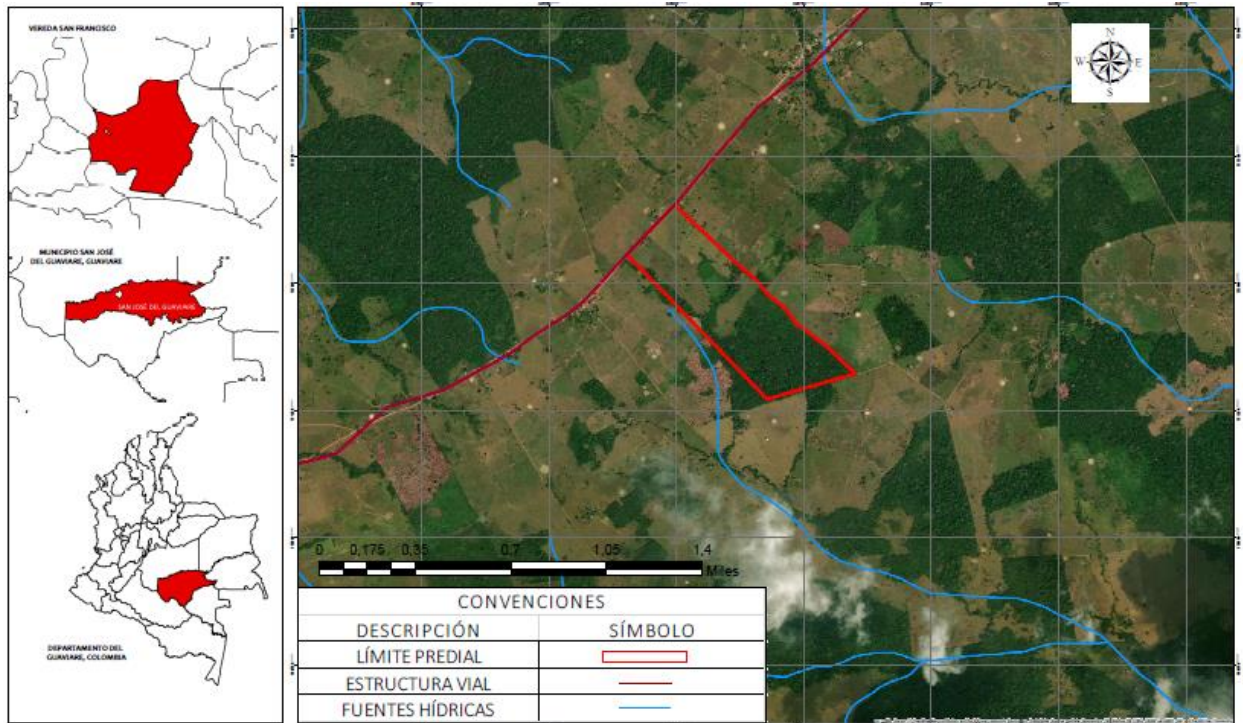 VEREDA SAN FRANCISCO
MUNICIPIO SAN JOSÉ
DEL GUAVIARE, GUAVIARE
SAN JOSÉ DEL GUAVIARE
DEPARTAMENTO DEL
GUAVIARE, COLOMBIA
N
W E
S
0 0,175 0,35 0,7 1,05 1,4
Miles
CONVENCIONES
DESCRIPCIÓN SÍMBOLO
LÍMITE PREDIAL
ESTRUCTURA VIAL
FUENTES HÍDRICAS